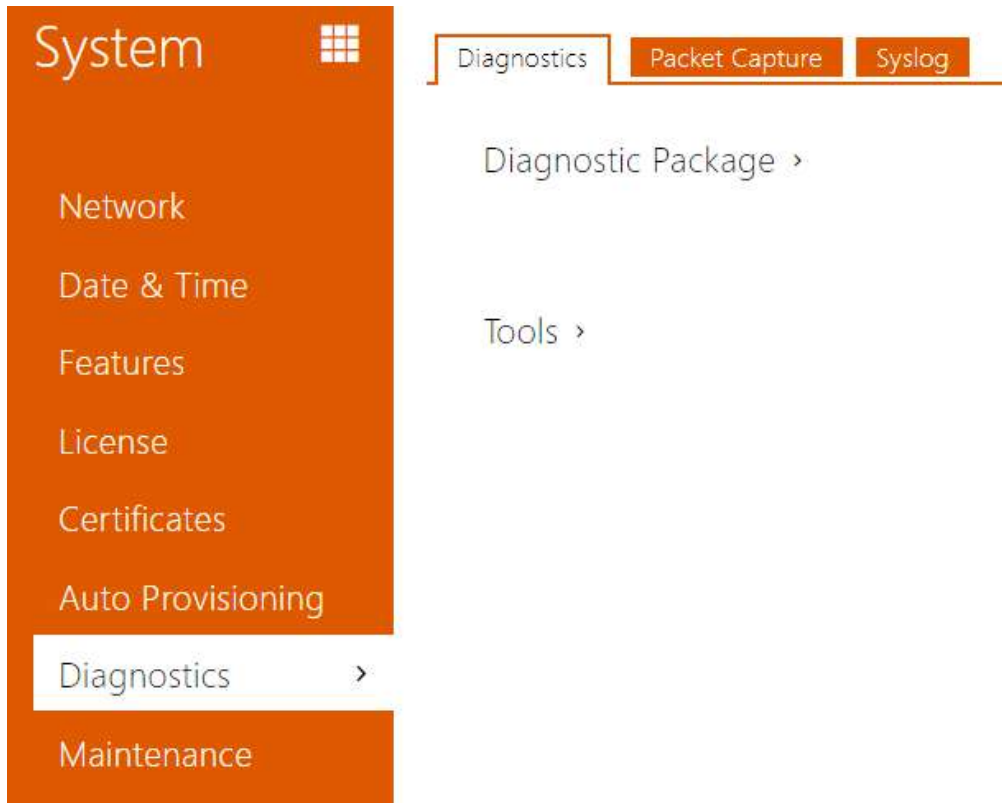 System
Network
Date & Time
Features
License
Certificates
Auto Provisioning
Diagnostics
Maintenance
Diagnostics
Packet Capture
Syslog
Diagnostic Package
Tools